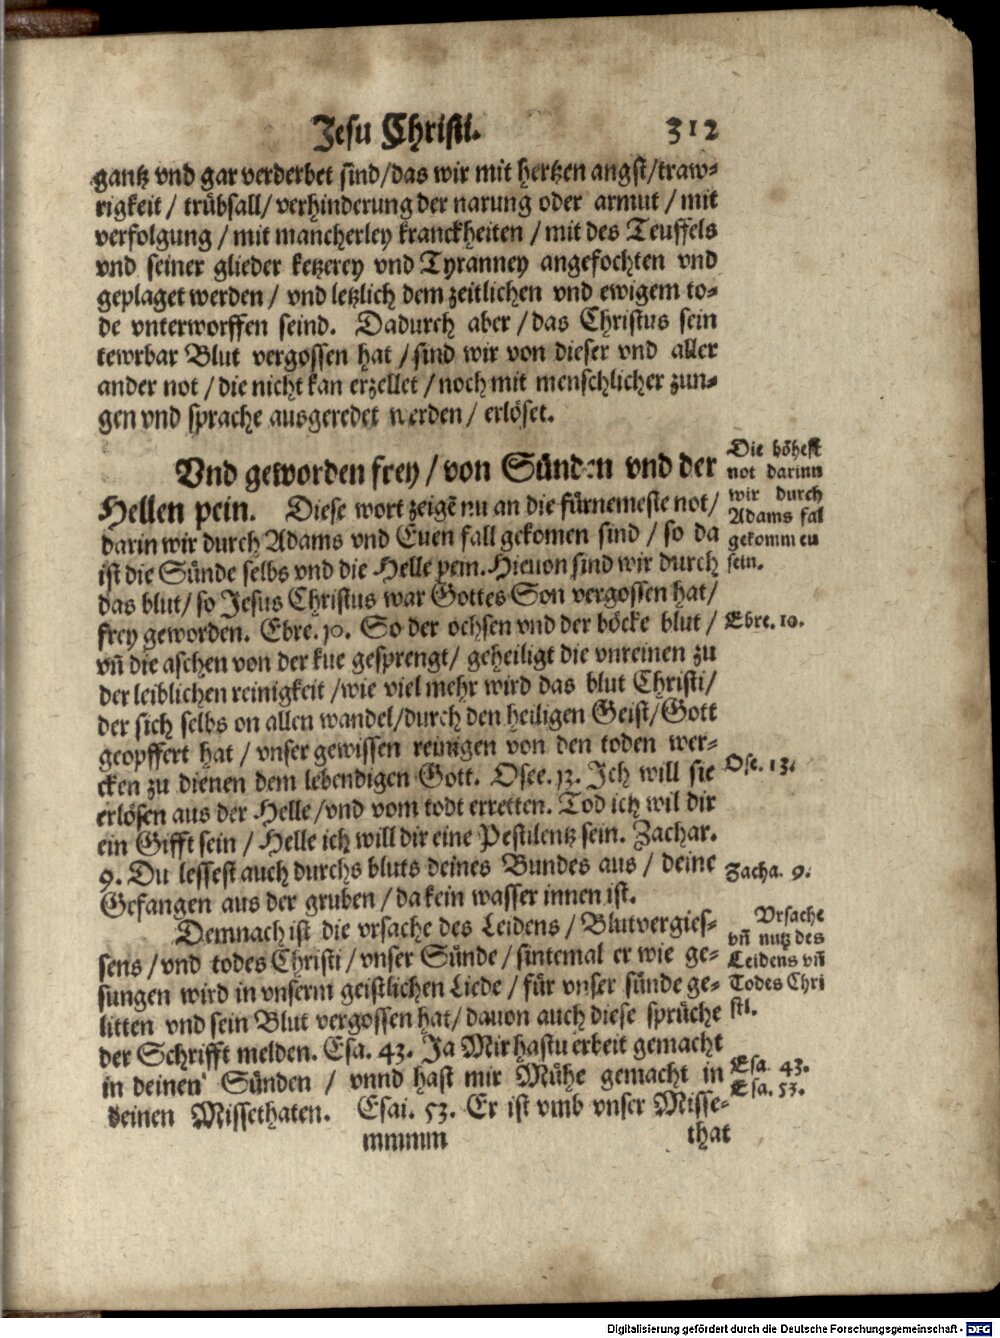 Jesu Christi. 312
gantz vnd gar verderbet sind/das wir mit hertzen angst/traw-
rigkeit / trübsall/ verhinderung der narung oder armut / mit
verfolgung / mit mancherley kranckheiten / mit des Teuffels
vnd seiner glieder ketzerey vnd Tyranney angefochten vnd
geplaget werden / vnd letzlich dem zeitlichen vnd ewigem to-
de vnterworffen seind. Dadurch aber / das Christus sein
tewrbar Blut vergossen hat / sind wir von dieser vnd aller
ander not / die nicht kan erzellet / noch mit menschlicher zun-
gen vnd sprache ausgeredet werden / erlöset.
Vnd geworden frey / von Sünden vnd der
Hellen pein. Diese wort zeigẽ nu an die fürnemeste not/
darin wir durch Adams vnd Euen fall gekomen sind / so da
ist die Sünde selbs vnd die Helle pein. Hieuon sind wir durch
das blut/ so Jesus Christus war Gottes Son vergossen hat/
frey geworden. Ebre. 10. So der ochsen vnd der böcke blut /
vñ die aschen von der kue gesprengt/ geheiligt die vnreinen zu
der leiblichen reinigkeit /wie viel mehr wird das blut Christi/
der sich selbs on allen wandel/durch den heiligen Geist/Gott
geopffert hat / vnser gewissen reinigen von den toden wer-
cken zu dienen dem lebendigen Gott. Osee. 13. Ich will sie
erlösen aus der Helle/vnd vom todt erretten. Tod ich wil dir
ein Gifft sein / Helle ich will dir eine Pestilentz sein. Zachar.
9. Du lessest auch durchs bluts deines Bundes aus / deine
Gefangen aus der gruben / da kein wasser innen ist.
Demnach ist die vrsache des Leidens / Blutvergies-
sens / vnd todes Christi / vnser Sünde / sintemal er wie ge-
sungen wird in vnserm geistlichen Liede / für vnser sünde ge-
litten vnd sein Blut vergossen hat/ dauon auch diese sprüche
der Schrifft melden. Esa. 43. Ja Mir hastu erbeit gemacht
in deinen Sünden / vnnd hast mir Mühe gemacht in
deinen Missethaten. Esai. 53. Er ist vmb vnser Misse-
mmmm that
Die höhest
not darinn
wir durch
Adams fal
gekommen
sein.
Ebre. 10.
Ose. 13.
Zacha. 9.
Vrsache
vñ nutz des
Leidens vñ
Todes Chri
sti.
Esa. 43.
Esa. 53.
Digitalisierung gefördert durch die Deutsche Forschungsgemeinschaft - DFG